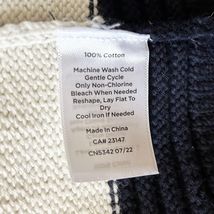 100% Cotton
Machine Wash Cold
Gentle Cycle
Only Non-Chlorine
Bleach When Needed
Reshape, Lay Flat To
Dry
Cool Iron If Needed
Made In China
CA# 23147
CN5342 07/22